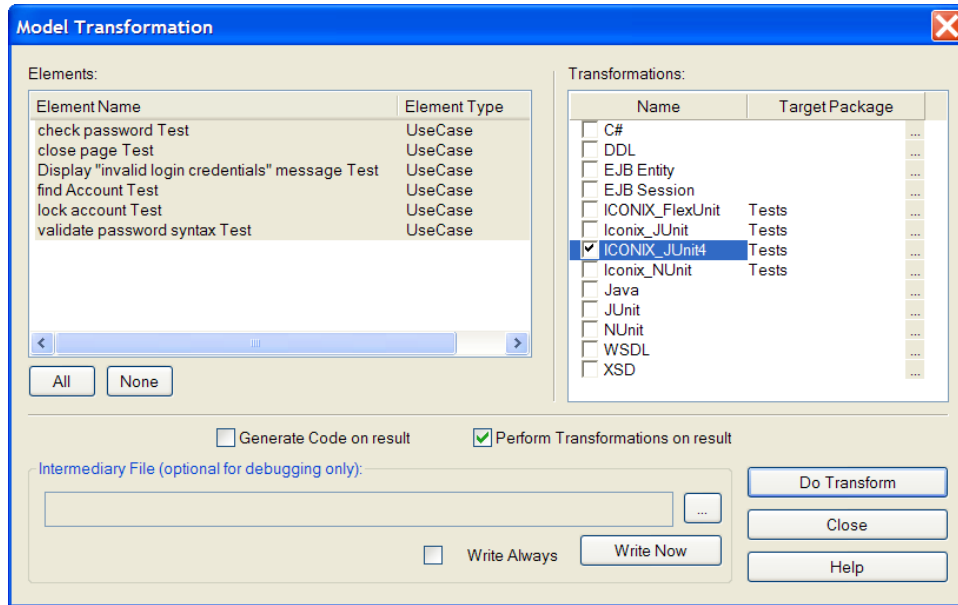 Model Transformation
Elements:
Element Name Element Type
check password Test UseCase
close page Test UseCase
Display "invalid login credentials" message Test UseCase
find Account Test UseCase
lock account Test UseCase
validate password syntax Test UseCase
All None
Transformations:
Name Target Package
C# ...
DDL ...
EJB Entity ...
EJB Session ...
ICONIX_FlexUnit Tests ...
Iconix_JUnit Tests ...
ICONIX_JUnit4 Tests ...
Iconix_NUnit Tests ...
Java ...
JUnit ...
NUnit ...
WSDL ...
XSD ...
Generate Code on result Perform Transformations on result
Intermediary File (optional for debugging only):
...
Write Always Write Now
Do Transform
Close
Help